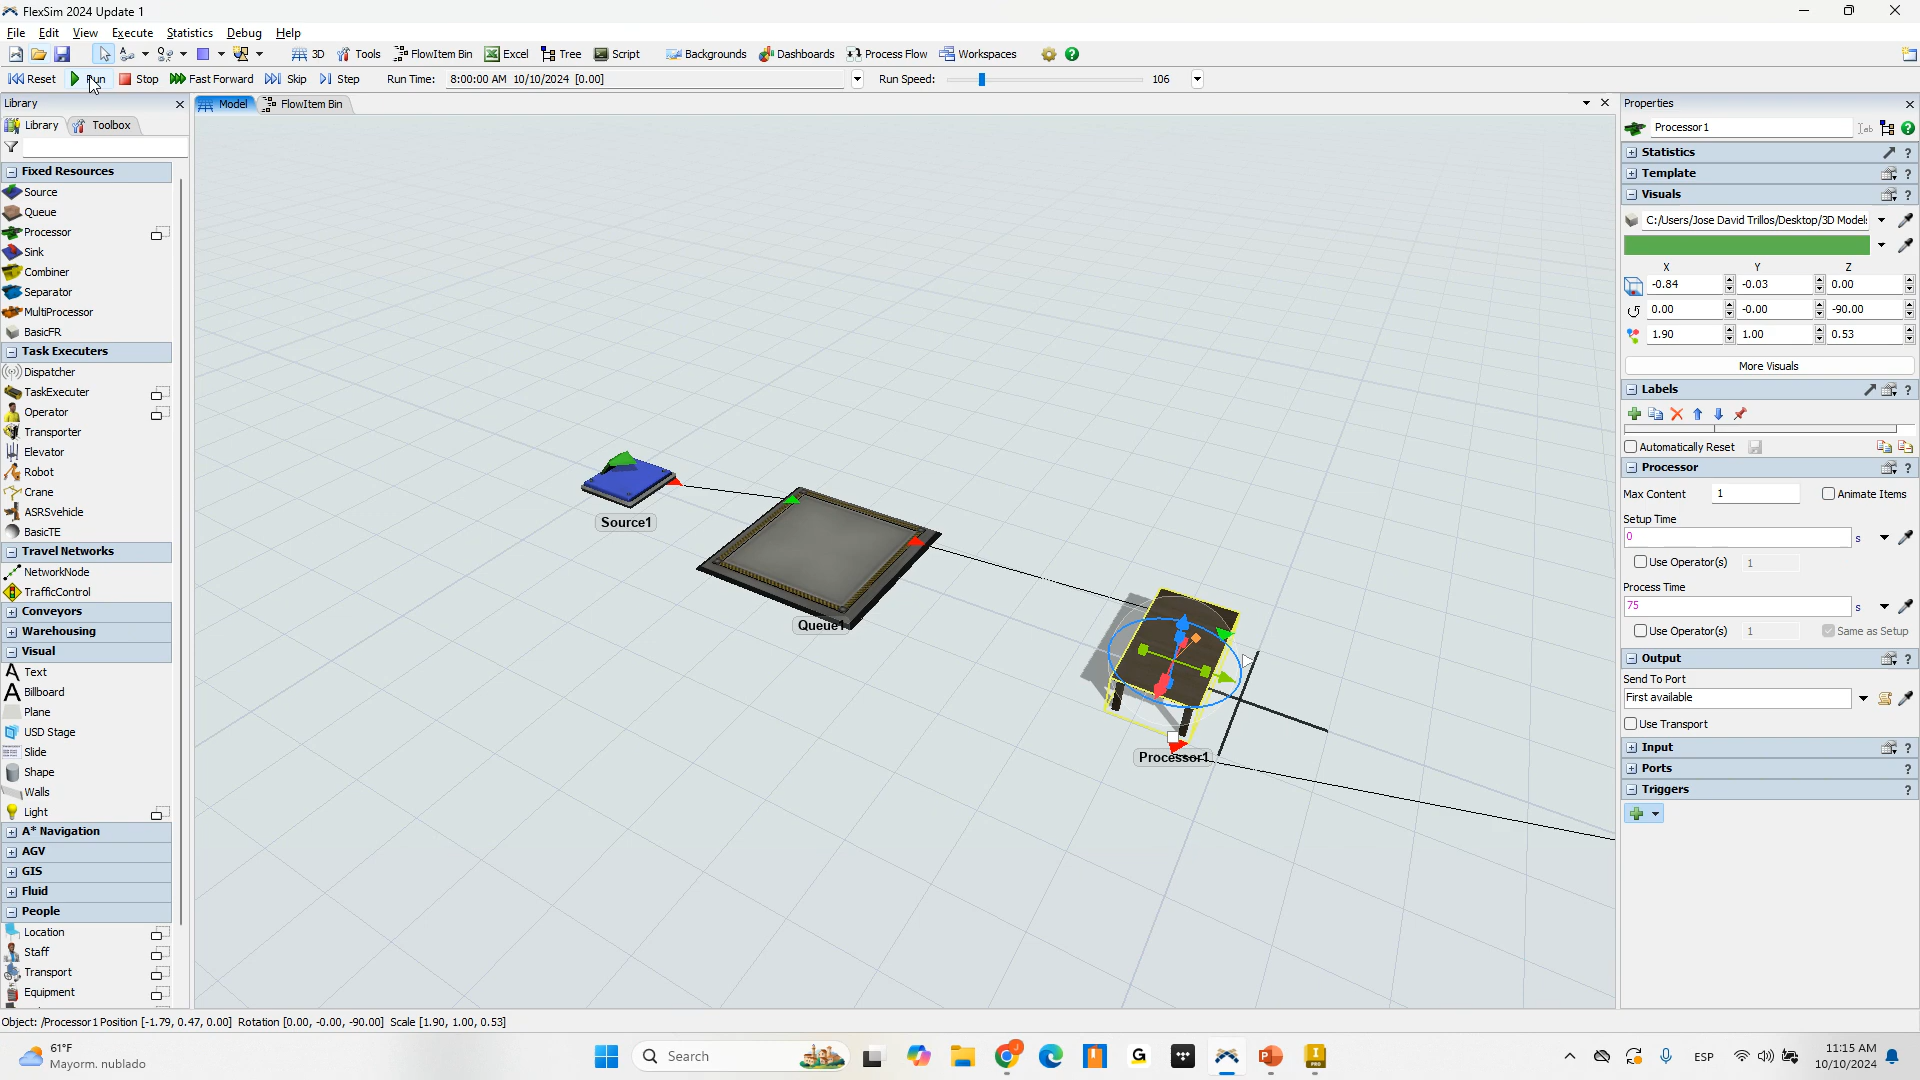 FlexSim 2024 Update 1
File Edit View Execute Statistics Debug Help
3D Tools FlowItem Bin Excel Tree Script Backgrounds Dashboards Process Flow Workspaces
Reset Run Stop Fast Forward Skip Step Run Time: 8:00:00 AM 10/10/2024 [0.00] Run Speed: 106
Library
Library Toolbox
Fixed Resources
Source
Queue
Processor
Sink
Combiner
Separator
MultiProcessor
BasicFR
Task Executers
Dispatcher
TaskExecuter
Operator
Transporter
Elevator
Robot
Crane
ASRSvehicle
BasicTE
Travel Networks
NetworkNode
TrafficControl
Conveyors
Warehousing
Visual
Text
Billboard
Plane
USD Stage
Slide
Shape
Walls
Light
A* Navigation
AGV
GIS
Fluid
People
Location
Staff
Transport
Equipment
Model FlowItem Bin
Source1
Queue1
Processor1
Properties
Processor1
Statistics
Template
Visuals
C:/Users/Jose David Trillos/Desktop/3D Models
X Y Z
-0.84 -0.03 0.00
0.00 -0.00 -90.00
1.90 1.00 0.53
More Visuals
Labels
Automatically Reset
Processor
Max Content 1 Animate Items
Setup Time
0 s
Use Operator(s) 1
Process Time
75 s
Use Operator(s) 1 Same as Setup
Output
Send To Port
First available
Use Transport
Input
Ports
Triggers
Object: /Processor1 Position [-1.79, 0.47, 0.00] Rotation [0.00, -0.00, -90.00] Scale [1.90, 1.00, 0.53]
61°F
Mayorm. nublado
Search
ESP
11:15 AM
10/10/2024